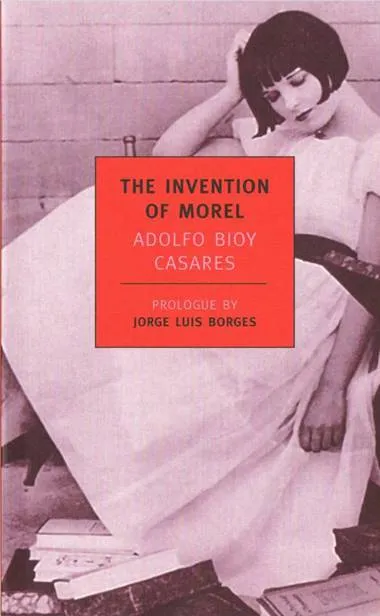 THE INVENTION
OF MOREL
ADOLFO BIOY
CASARES
PROLOGUE BY
JORGE LUIS BORGES